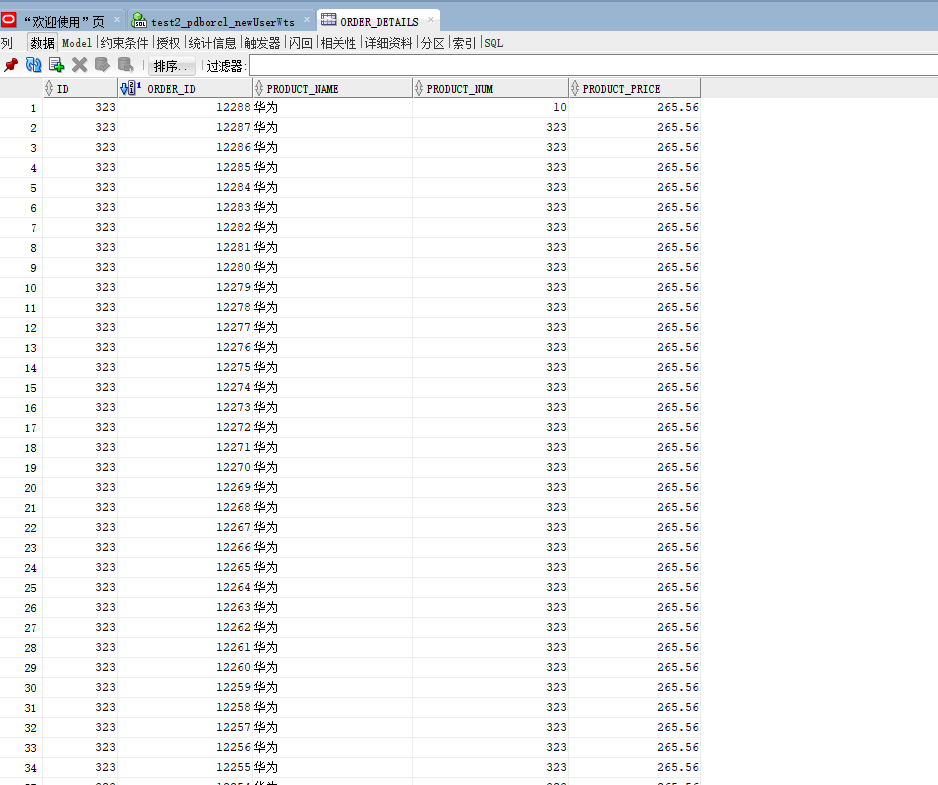 “欢迎使用”页 test2_pdborcl_newUserWts ORDER_DETAILS
列 数据 Model 约束条件 授权 统计信息 触发器 闪回 相关性 详细资料 分区 索引 SQL
排序.. 过滤器:
ID 1 ORDER_ID PRODUCT_NAME PRODUCT_NUM PRODUCT_PRICE
1 323 12288 华为 10 265.56
2 323 12287 华为 323 265.56
3 323 12286 华为 323 265.56
4 323 12285 华为 323 265.56
5 323 12284 华为 323 265.56
6 323 12283 华为 323 265.56
7 323 12282 华为 323 265.56
8 323 12281 华为 323 265.56
9 323 12280 华为 323 265.56
10 323 12279 华为 323 265.56
11 323 12278 华为 323 265.56
12 323 12277 华为 323 265.56
13 323 12276 华为 323 265.56
14 323 12275 华为 323 265.56
15 323 12274 华为 323 265.56
16 323 12273 华为 323 265.56
17 323 12272 华为 323 265.56
18 323 12271 华为 323 265.56
19 323 12270 华为 323 265.56
20 323 12269 华为 323 265.56
21 323 12268 华为 323 265.56
22 323 12267 华为 323 265.56
23 323 12266 华为 323 265.56
24 323 12265 华为 323 265.56
25 323 12264 华为 323 265.56
26 323 12263 华为 323 265.56
27 323 12262 华为 323 265.56
28 323 12261 华为 323 265.56
29 323 12260 华为 323 265.56
30 323 12259 华为 323 265.56
31 323 12258 华为 323 265.56
32 323 12257 华为 323 265.56
33 323 12256 华为 323 265.56
34 323 12255 华为 323 265.56